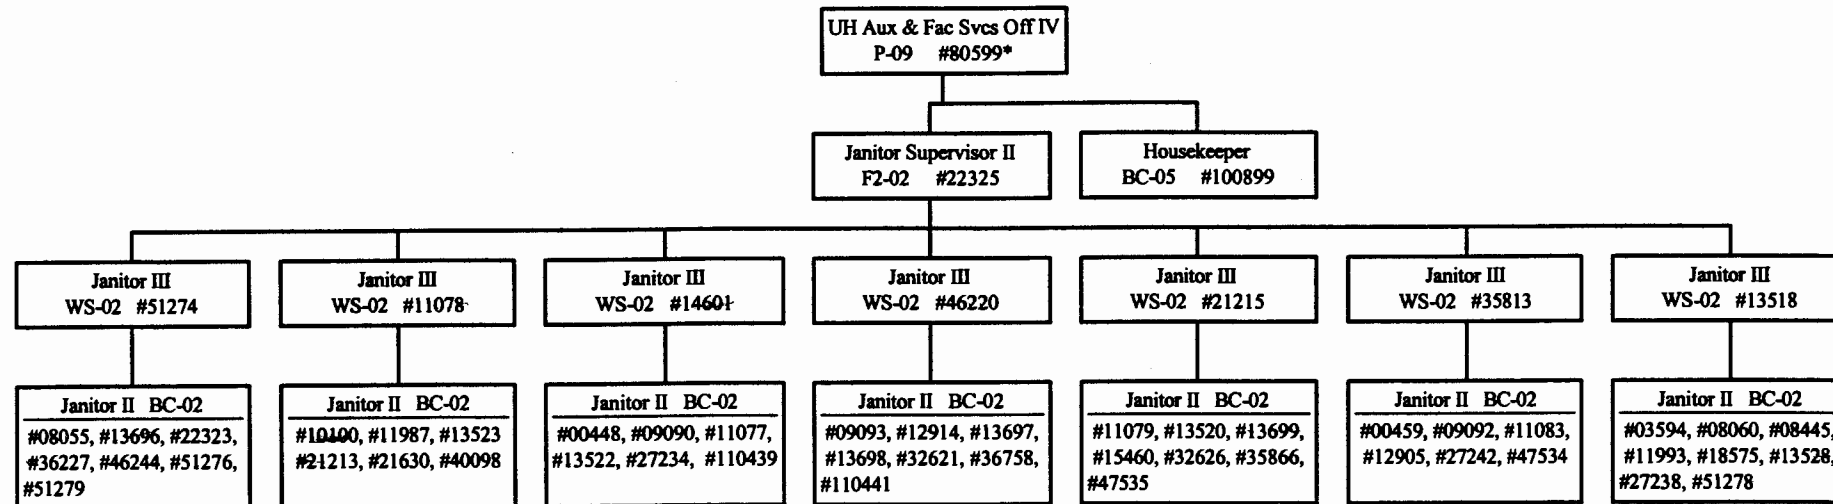 UH Aux & Fac Svcs Off IV
P-09 #80599*
Janitor Supervisor II
F2-02 #22325
Housekeeper
BC-05 #100899
Janitor III
WS-02 #51274
Janitor III
WS-02 #11078
Janitor III
WS-02 #14601
Janitor III
WS-02 #46220
Janitor III
WS-02 #21215
Janitor III
WS-02 #35813
Janitor III
WS-02 #13518
Janitor II BC-02
#08055, #13696, #22323,
#36227, #46244, #51276,
#51279
Janitor II BC-02
#10100, #11987, #13523
#21213, #21630, #40098
Janitor II BC-02
#00448, #09090, #11077,
#13522, #27234, #110439
Janitor II BC-02
#09093, #12914, #13697,
#13698, #32621, #36758,
#110441
Janitor II BC-02
#11079, #13520, #13699,
#15460, #32626, #35866,
#47535
Janitor II BC-02
#00459, #09092, #11083,
#12905, #27242, #47534
Janitor II BC-02
#03594, #08060, #08445,
#11993, #18575, #13528,
#27238, #51278